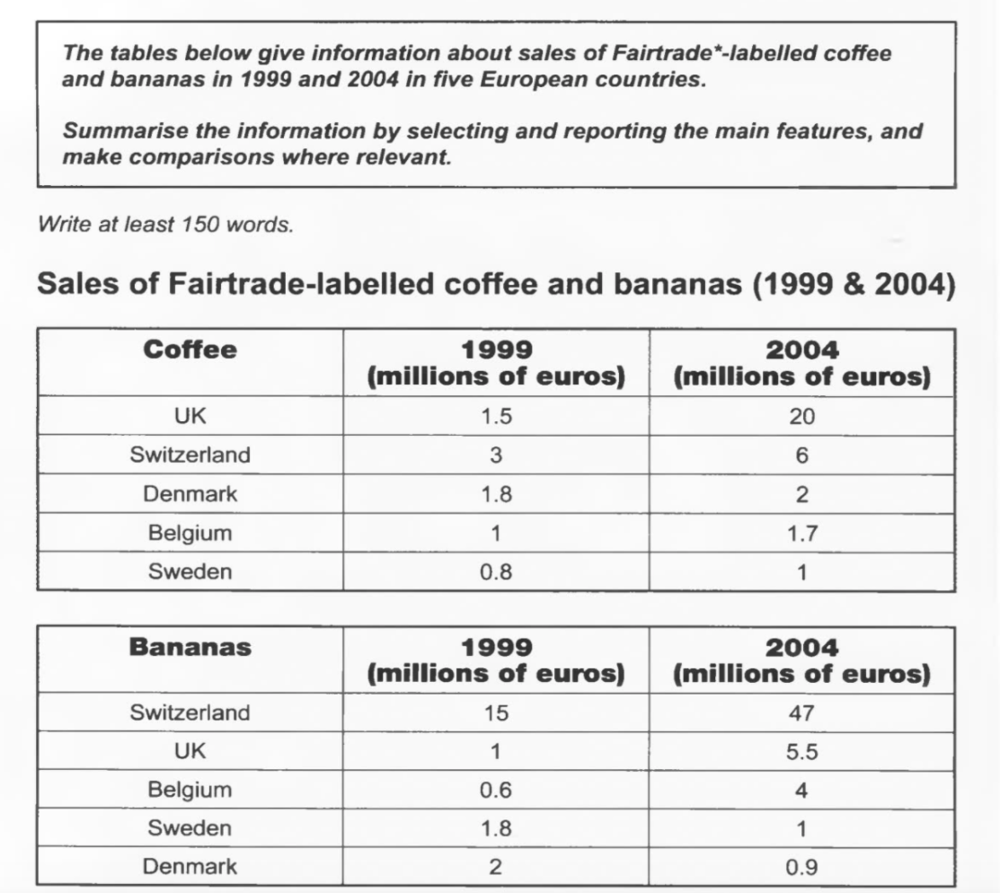 The tables below give information about sales of Fairtrade*-labelled coffee
and bananas in 1999 and 2004 in five European countries.
Summarise the information by selecting and reporting the main features, and
make comparisons where relevant.
Write at least 150 words.
Sales of Fairtrade-labelled coffee and bananas (1999 & 2004)
Coffee 1999 2004
(millions of euros) (millions of euros)
UK 1.5 20
Switzerland 3 6
Denmark 1.8 2
Belgium 1 1.7
Sweden 0.8 1
Bananas 1999 2004
(millions of euros) (millions of euros)
Switzerland 15 47
UK 1 5.5
Belgium 0.6 4
Sweden 1.8 1
Denmark 2 0.9